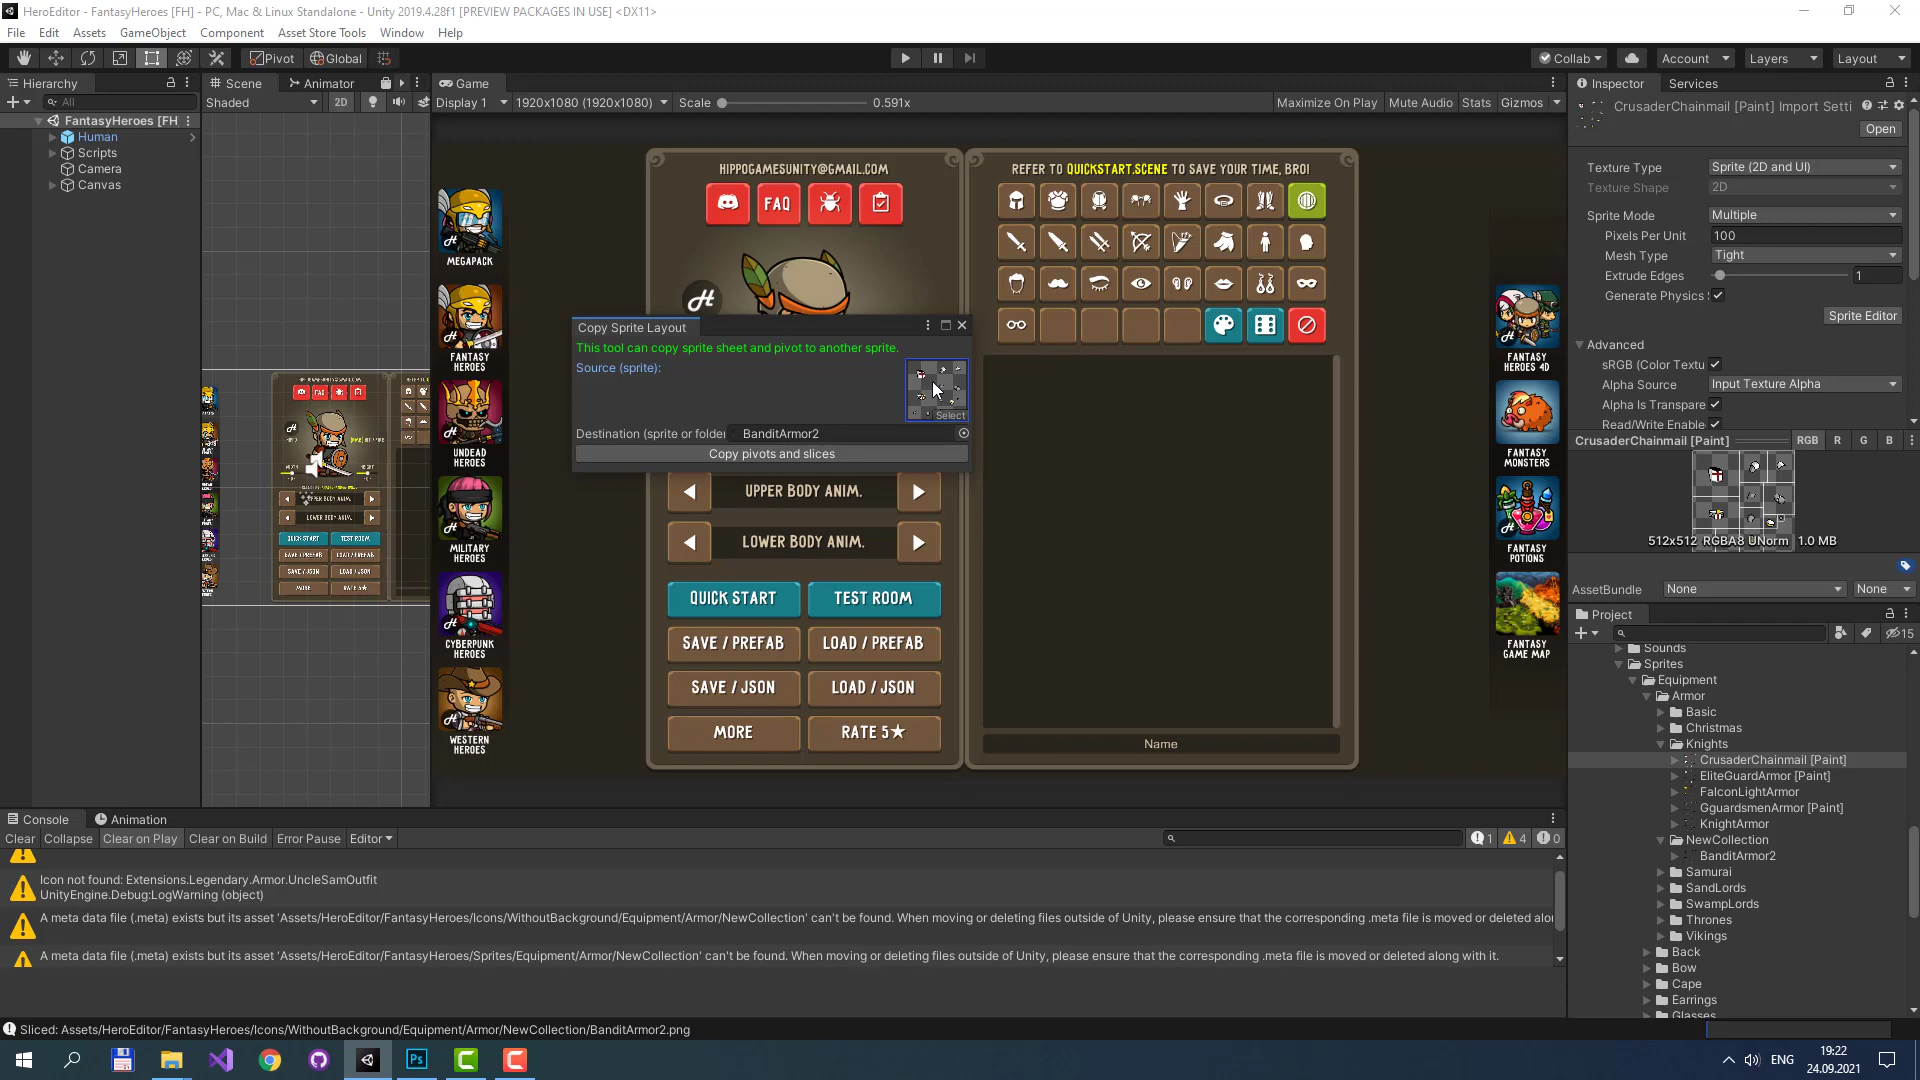 HeroEditor - FantasyHeroes [FH] - PC, Mac & Linux Standalone - Unity 2019.4.28f1 [PREVIEW PACKAGES IN USE] <DX11>
File Edit Assets GameObject Component Asset Store Tools Window Help
Pivot Global Collab Account Layers Layout
Hierarchy Scene Animator Game Inspector Services
All Shaded 2D Display 1 1920x1080 (1920x1080) Scale 0.591x Maximize On Play Mute Audio Stats Gizmos
FantasyHeroes [FH
Human
Scripts
Camera
Canvas
MEGAPACK
FANTASY HEROES
UNDEAD HEROES
MILITARY HEROES
CYBERPUNK HEROES
WESTERN HEROES
HIPPOGAMESUNITY@GMAIL.COM
FAQ
Copy Sprite Layout
This tool can copy sprite sheet and pivot to another sprite.
Source (sprite):
Select
Destination (sprite or folder BanditArmor2
Copy pivots and slices
UPPER BODY ANIM.
LOWER BODY ANIM.
QUICK START TEST ROOM
SAVE / PREFAB LOAD / PREFAB
SAVE / JSON LOAD / JSON
MORE RATE 5★
REFER TO QUICKSTART.SCENE TO SAVE YOUR TIME, BRO!
Name
FANTASY HEROES 4D
FANTASY MONSTERS
FANTASY POTIONS
FANTASY GAME MAP
CrusaderChainmail [Paint] Import Setti
Open
Texture Type Sprite (2D and UI)
Texture Shape 2D
Sprite Mode Multiple
Pixels Per Unit 100
Mesh Type Tight
Extrude Edges 1
Generate Physics
Sprite Editor
Advanced
sRGB (Color Textu
Alpha Source Input Texture Alpha
Alpha Is Transpare
Read/Write Enable
CrusaderChainmail [Paint] RGB R G B
512x512 RGBA8 UNorm 1.0 MB
AssetBundle None None
Project
15
Sounds
Sprites
Equipment
Armor
Basic
Christmas
Knights
CrusaderChainmail [Paint]
EliteGuardArmor [Paint]
FalconLightArmor
GguardsmenArmor [Paint]
KnightArmor
NewCollection
BanditArmor2
Samurai
SandLords
SwampLords
Thrones
Vikings
Back
Bow
Cape
Earrings
Glasses
Console Animation
Clear Collapse Clear on Play Clear on Build Error Pause Editor 1 4 0
Icon not found: Extensions.Legendary.Armor.UncleSamOutfit
UnityEngine.Debug:LogWarning (object)
A meta data file (.meta) exists but its asset 'Assets/HeroEditor/FantasyHeroes/Icons/WithoutBackground/Equipment/Armor/NewCollection' can't be found. When moving or deleting files outside of Unity, please ensure that the corresponding .meta file is moved or deleted alon
A meta data file (.meta) exists but its asset 'Assets/HeroEditor/FantasyHeroes/Sprites/Equipment/Armor/NewCollection' can't be found. When moving or deleting files outside of Unity, please ensure that the corresponding .meta file is moved or deleted along with it.
Sliced: Assets/HeroEditor/FantasyHeroes/Icons/WithoutBackground/Equipment/Armor/NewCollection/BanditArmor2.png
Ps
ENG
19:22
24.09.2021